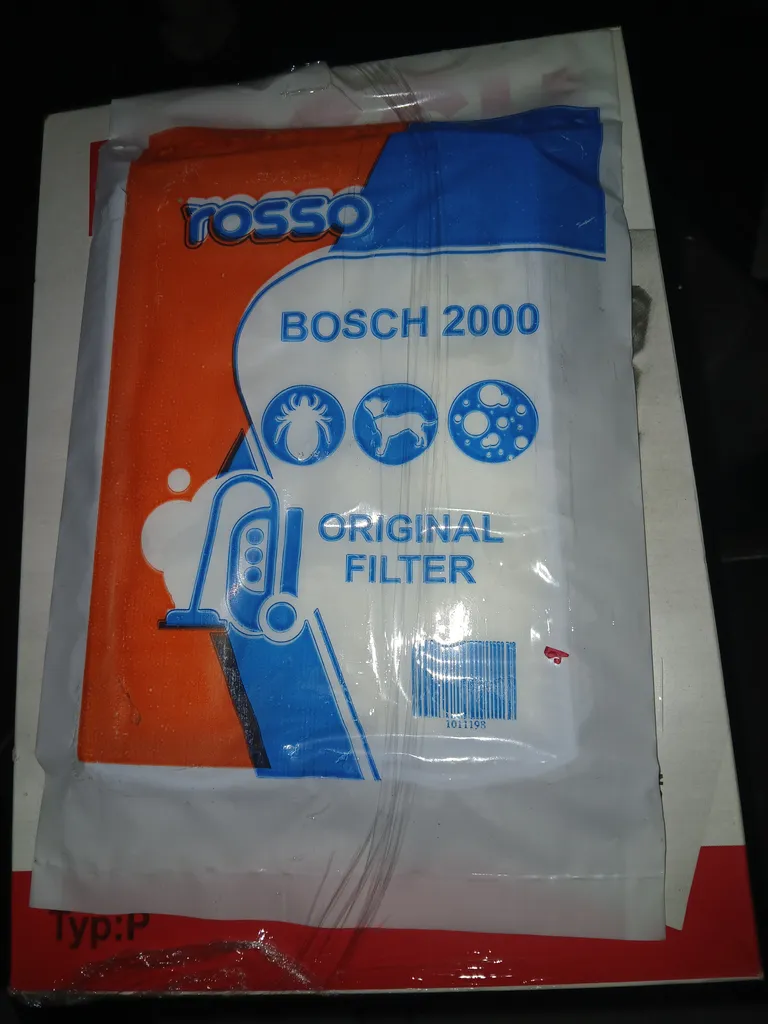 rosso
BOSCH 2000
ORIGINAL
FILTER
1011198
Typ:P